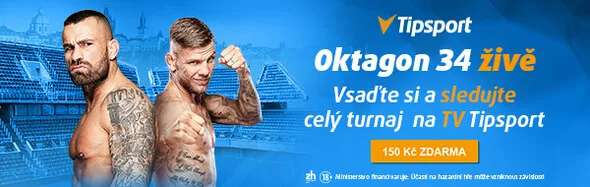 Tipsport
Oktagon 34 živě
Vsaďte si a sledujte
celý turnaj na TV Tipsport
150 Kč ZDARMA
zh 18+ Ministerstvo financí varuje: Účastí na hazardní hře může vzniknout závislost!